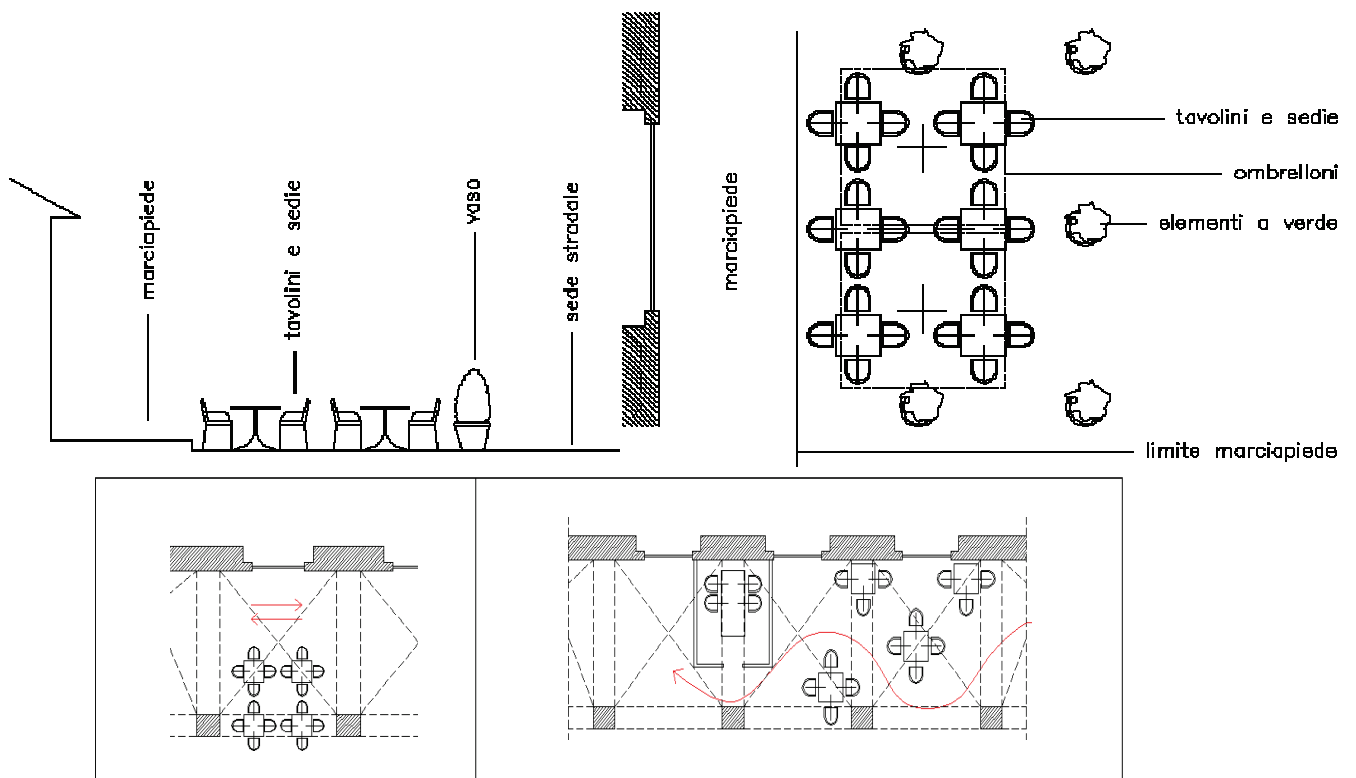 marciapiede
tavolini e sedie
vaso
sede stradale
marciapiede
tavolini e sedie
ombrelloni
elementi a verde
limite marciapiede